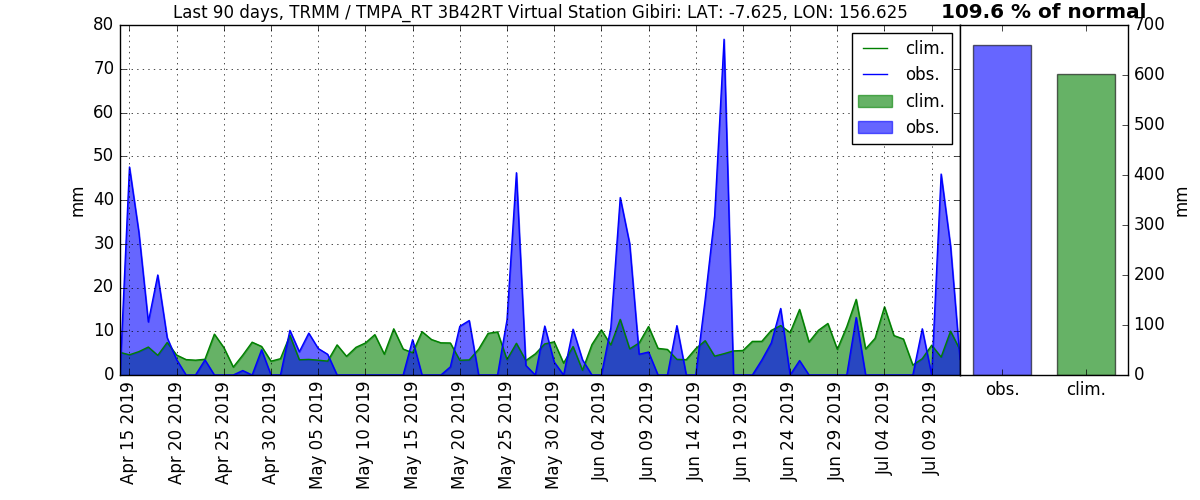 Last 90 days, TRMM / TMPA_RT 3B42RT Virtual Station Gibiri: LAT: -7.625, LON: 156.625
109.6 % of normal
80
70
60
50
40
30
20
10
0
mm
clim.
obs.
clim.
obs.
700
600
500
400
300
200
100
0
mm
obs.
clim.
Apr 15 2019
Apr 20 2019
Apr 25 2019
Apr 30 2019
May 05 2019
May 10 2019
May 15 2019
May 20 2019
May 25 2019
May 30 2019
Jun 04 2019
Jun 09 2019
Jun 14 2019
Jun 19 2019
Jun 24 2019
Jun 29 2019
Jul 04 2019
Jul 09 2019